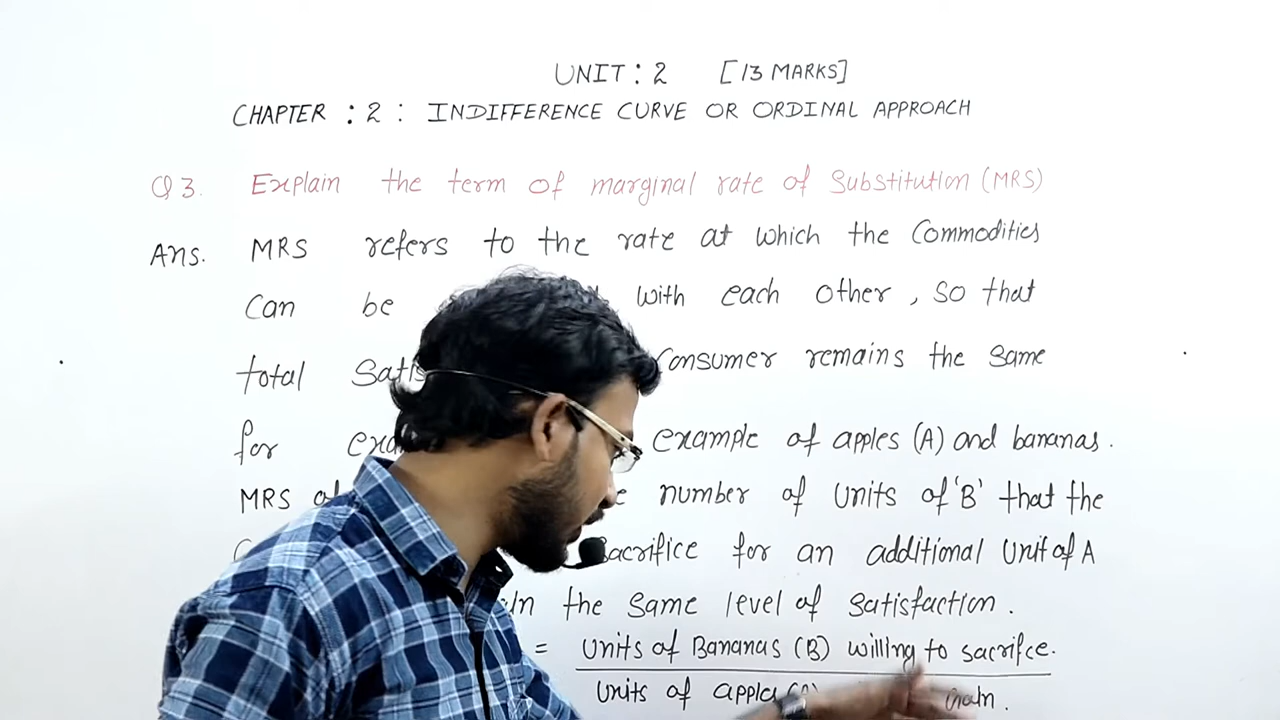 UNIT : 2 [13 MARKS]
CHAPTER : 2 : INDIFFERENCE CURVE OR ORDINAL APPROACH
Q3. Explain the term of marginal rate of Substitution (MRS)
Ans. MRS refers to the rate at which the Commodities
Can be with each other, so that
total Consumer remains the same
for example of apples (A) and bananas.
MRS number of units of 'B' that the
Sacrifice for an additional Unit of A
the same level of satisfaction.
= Units of Bananas (B) willing to sacrifce.
Units of apples